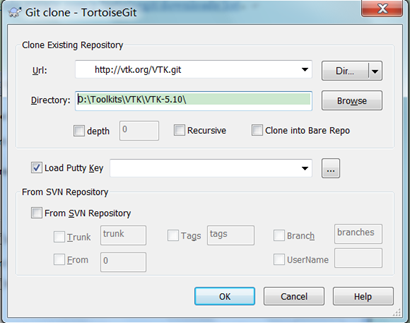 Git clone - TortoiseGit
Clone Existing Repository
Url: http://vtk.org/VTK.git Dir...
Directory: D:\Toolkits\VTK\VTK-5.10\ Browse
depth 0 Recursive Clone into Bare Repo
Load Putty Key ...
From SVN Repository
From SVN Repository
Trunk trunk Tags tags Branch branches
From 0 UserName
OK Cancel Help